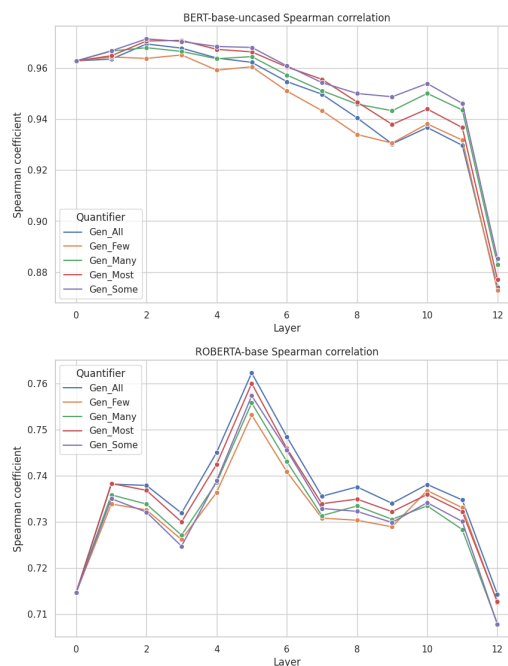 BERT-base-uncased Spearman correlation
Spearman coefficient
0.96
0.94
0.92
0.90
0.88
Quantifier
Gen_All
Gen_Few
Gen_Many
Gen_Most
Gen_Some
0 2 4 6 8 10 12
Layer
ROBERTA-base Spearman correlation
Spearman coefficient
0.76
0.75
0.74
0.73
0.72
0.71
Quantifier
Gen_All
Gen_Few
Gen_Many
Gen_Most
Gen_Some
0 2 4 6 8 10 12
Layer